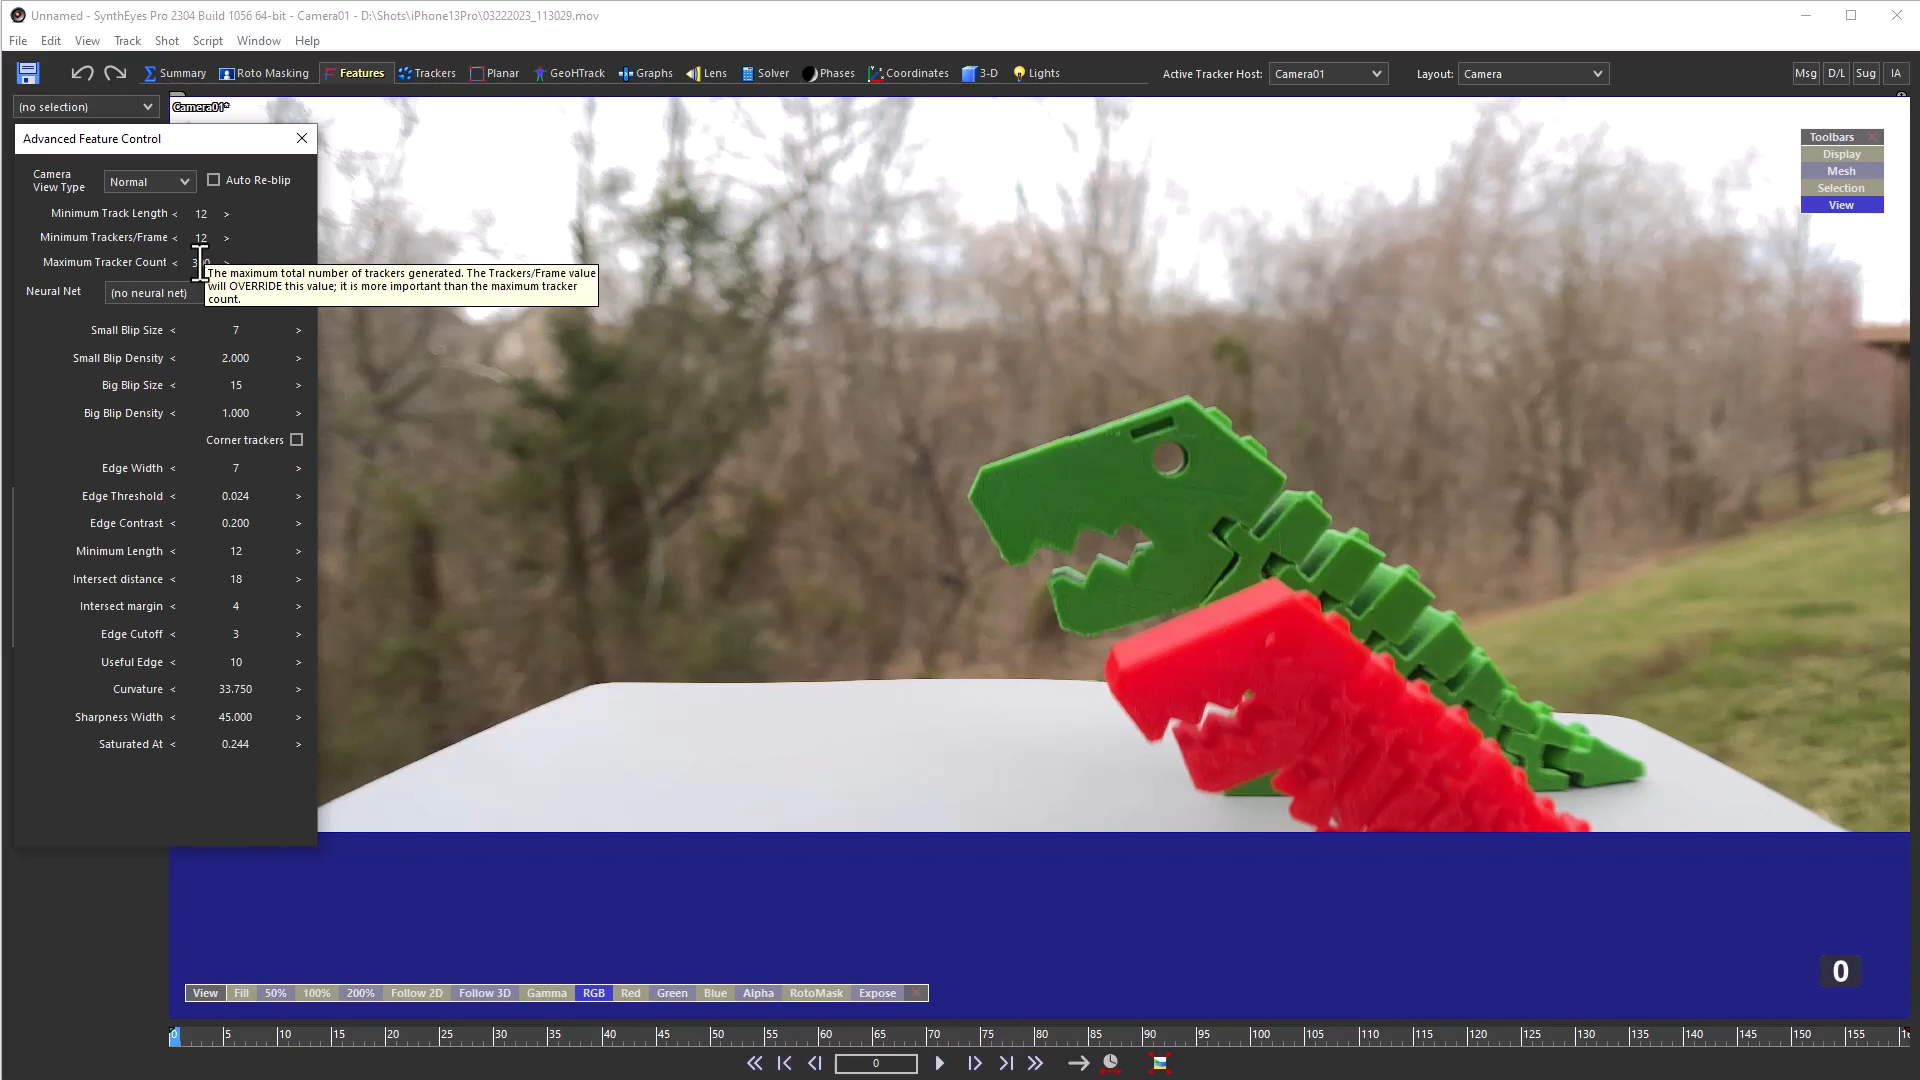 Unnamed - SynthEyes Pro 2304 Build 1056 64-bit - Camera01 - D:\Shots\iPhone13Pro\03222023_113029.mov
File Edit View Track Shot Script Window Help
Summary Roto Masking Features Trackers Planar GeoHTrack Graphs Lens Solver Phases Coordinates 3-D Lights Active Tracker Host: Camera01 Layout: Camera Msg D/L Sug IA
(no selection) Camera01*
Advanced Feature Control
Toolbars
Display
Mesh
Selection
View
Camera View Type Normal Auto Re-blip
Minimum Track Length < 12 >
Minimum Trackers/Frame < 12 >
Maximum Tracker Count <
The maximum total number of trackers generated. The Trackers/Frame value
will OVERRIDE this value; it is more important than the maximum tracker
count.
Neural Net (no neural net)
Small Blip Size < 7 >
Small Blip Density < 2.000 >
Big Blip Size < 15 >
Big Blip Density < 1.000 >
Corner trackers
Edge Width < 7 >
Edge Threshold < 0.024 >
Edge Contrast < 0.200 >
Minimum Length < 12 >
Intersect distance < 18 >
Intersect margin < 4 >
Edge Cutoff < 3 >
Useful Edge < 10 >
Curvature < 33.750 >
Sharpness Width < 45.000 >
Saturated At < 0.244 >
0
View Fill 50% 100% 200% Follow 2D Follow 3D Gamma RGB Red Green Blue Alpha RotoMask Expose
0 5 10 15 20 25 30 35 40 45 50 55 60 65 70 75 80 85 90 95 100 105 110 115 120 125 130 135 140 145 150 155
0